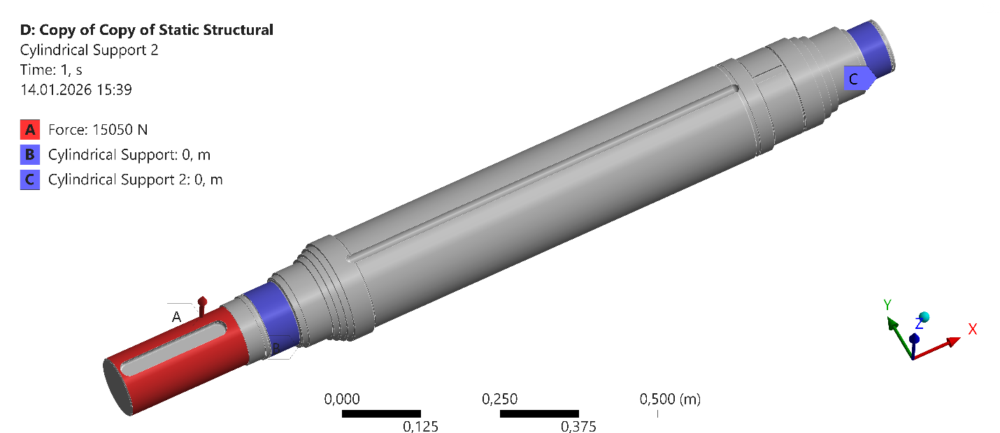 D: Copy of Copy of Static Structural
Cylindrical Support 2
Time: 1, s
14.01.2026 15:39
A Force: 15050 N
B Cylindrical Support: 0, m
C Cylindrical Support 2: 0, m
C
A
B
Y
Z
X
0,000 0,250 0,500 (m)
0,125 0,375